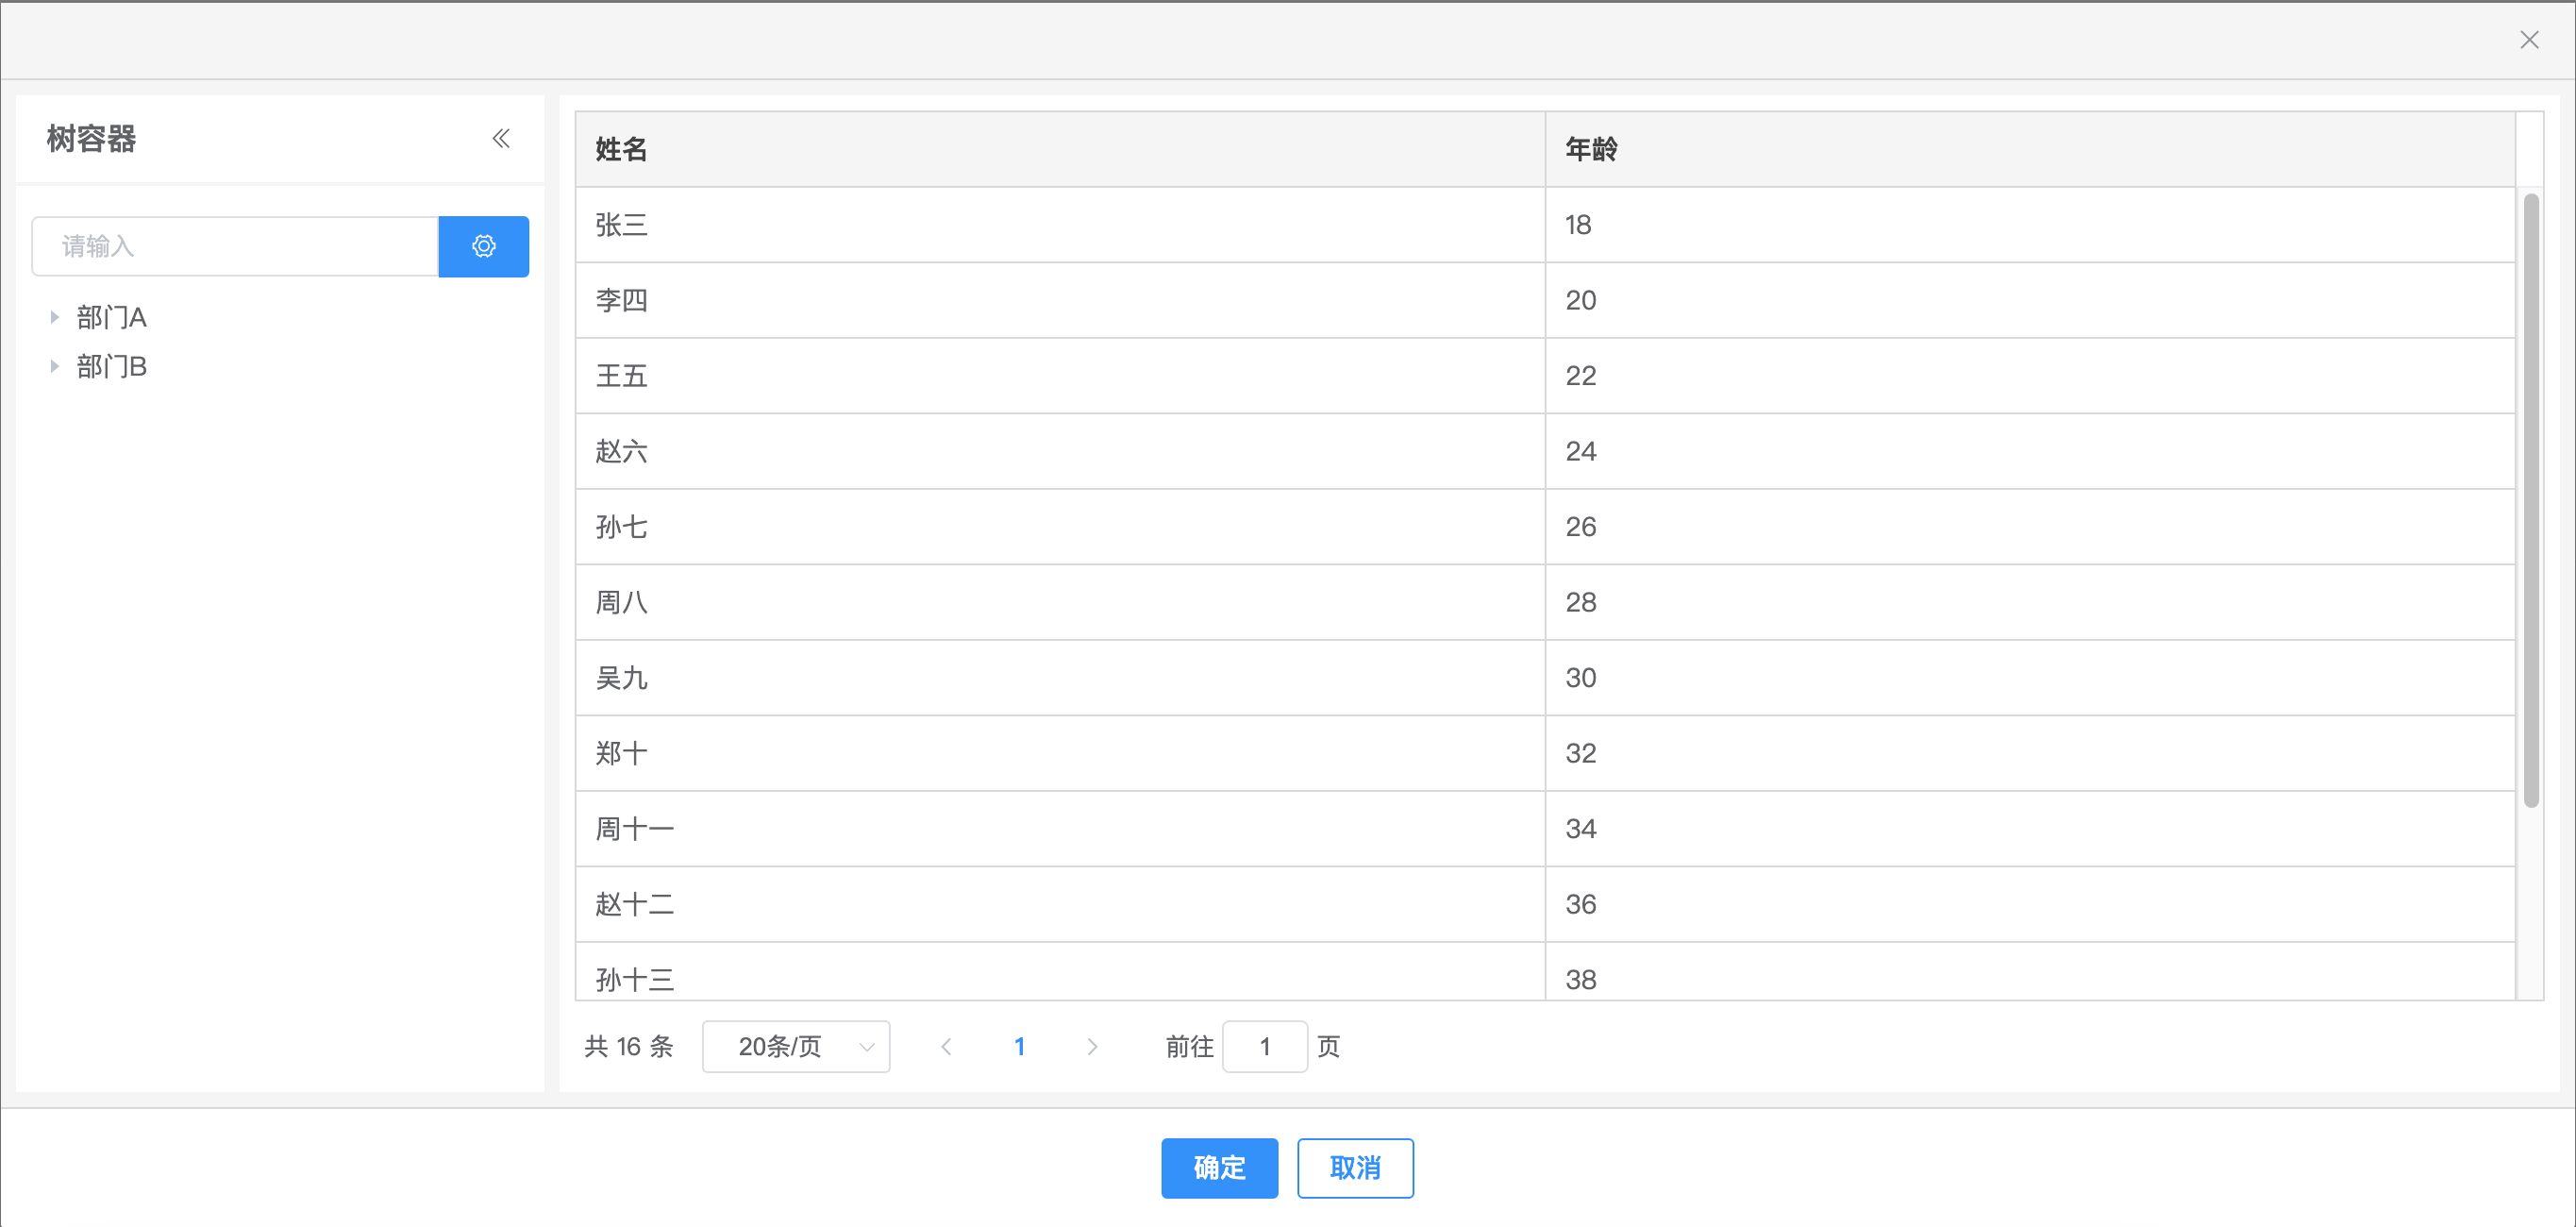 树容器
请输入
部门A
部门B
姓名 年龄
张三 18
李四 20
王五 22
赵六 24
孙七 26
周八 28
吴九 30
郑十 32
周十一 34
赵十二 36
孙十三 38
共 16 条 20条/页 1 前往 1 页
确定 取消